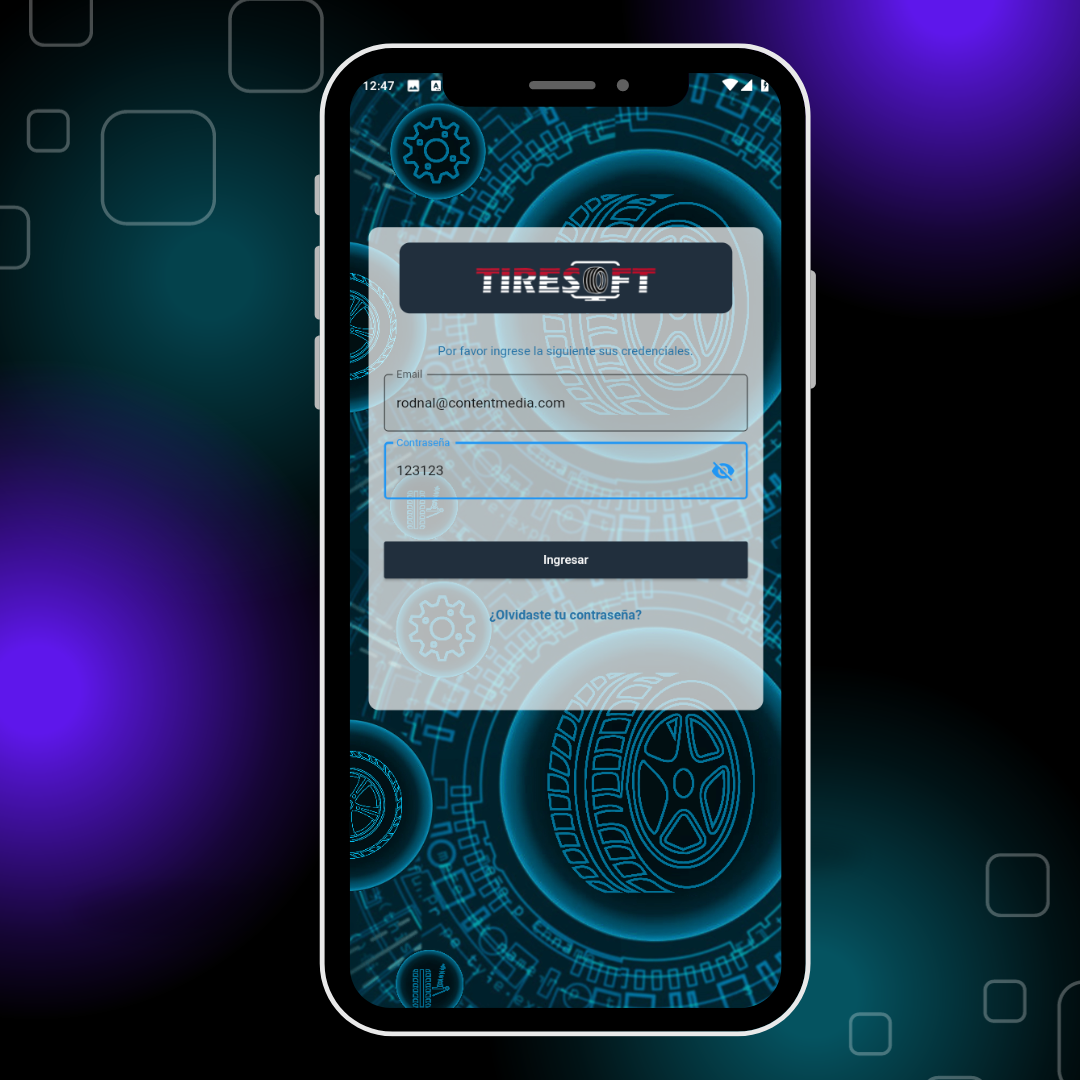 12:47
TIRESOFT
Por favor ingrese la siguiente sus credenciales.
Email
rodnal@contentmedia.com
Contraseña
123123
Ingresar
¿Olvidaste tu contraseña?